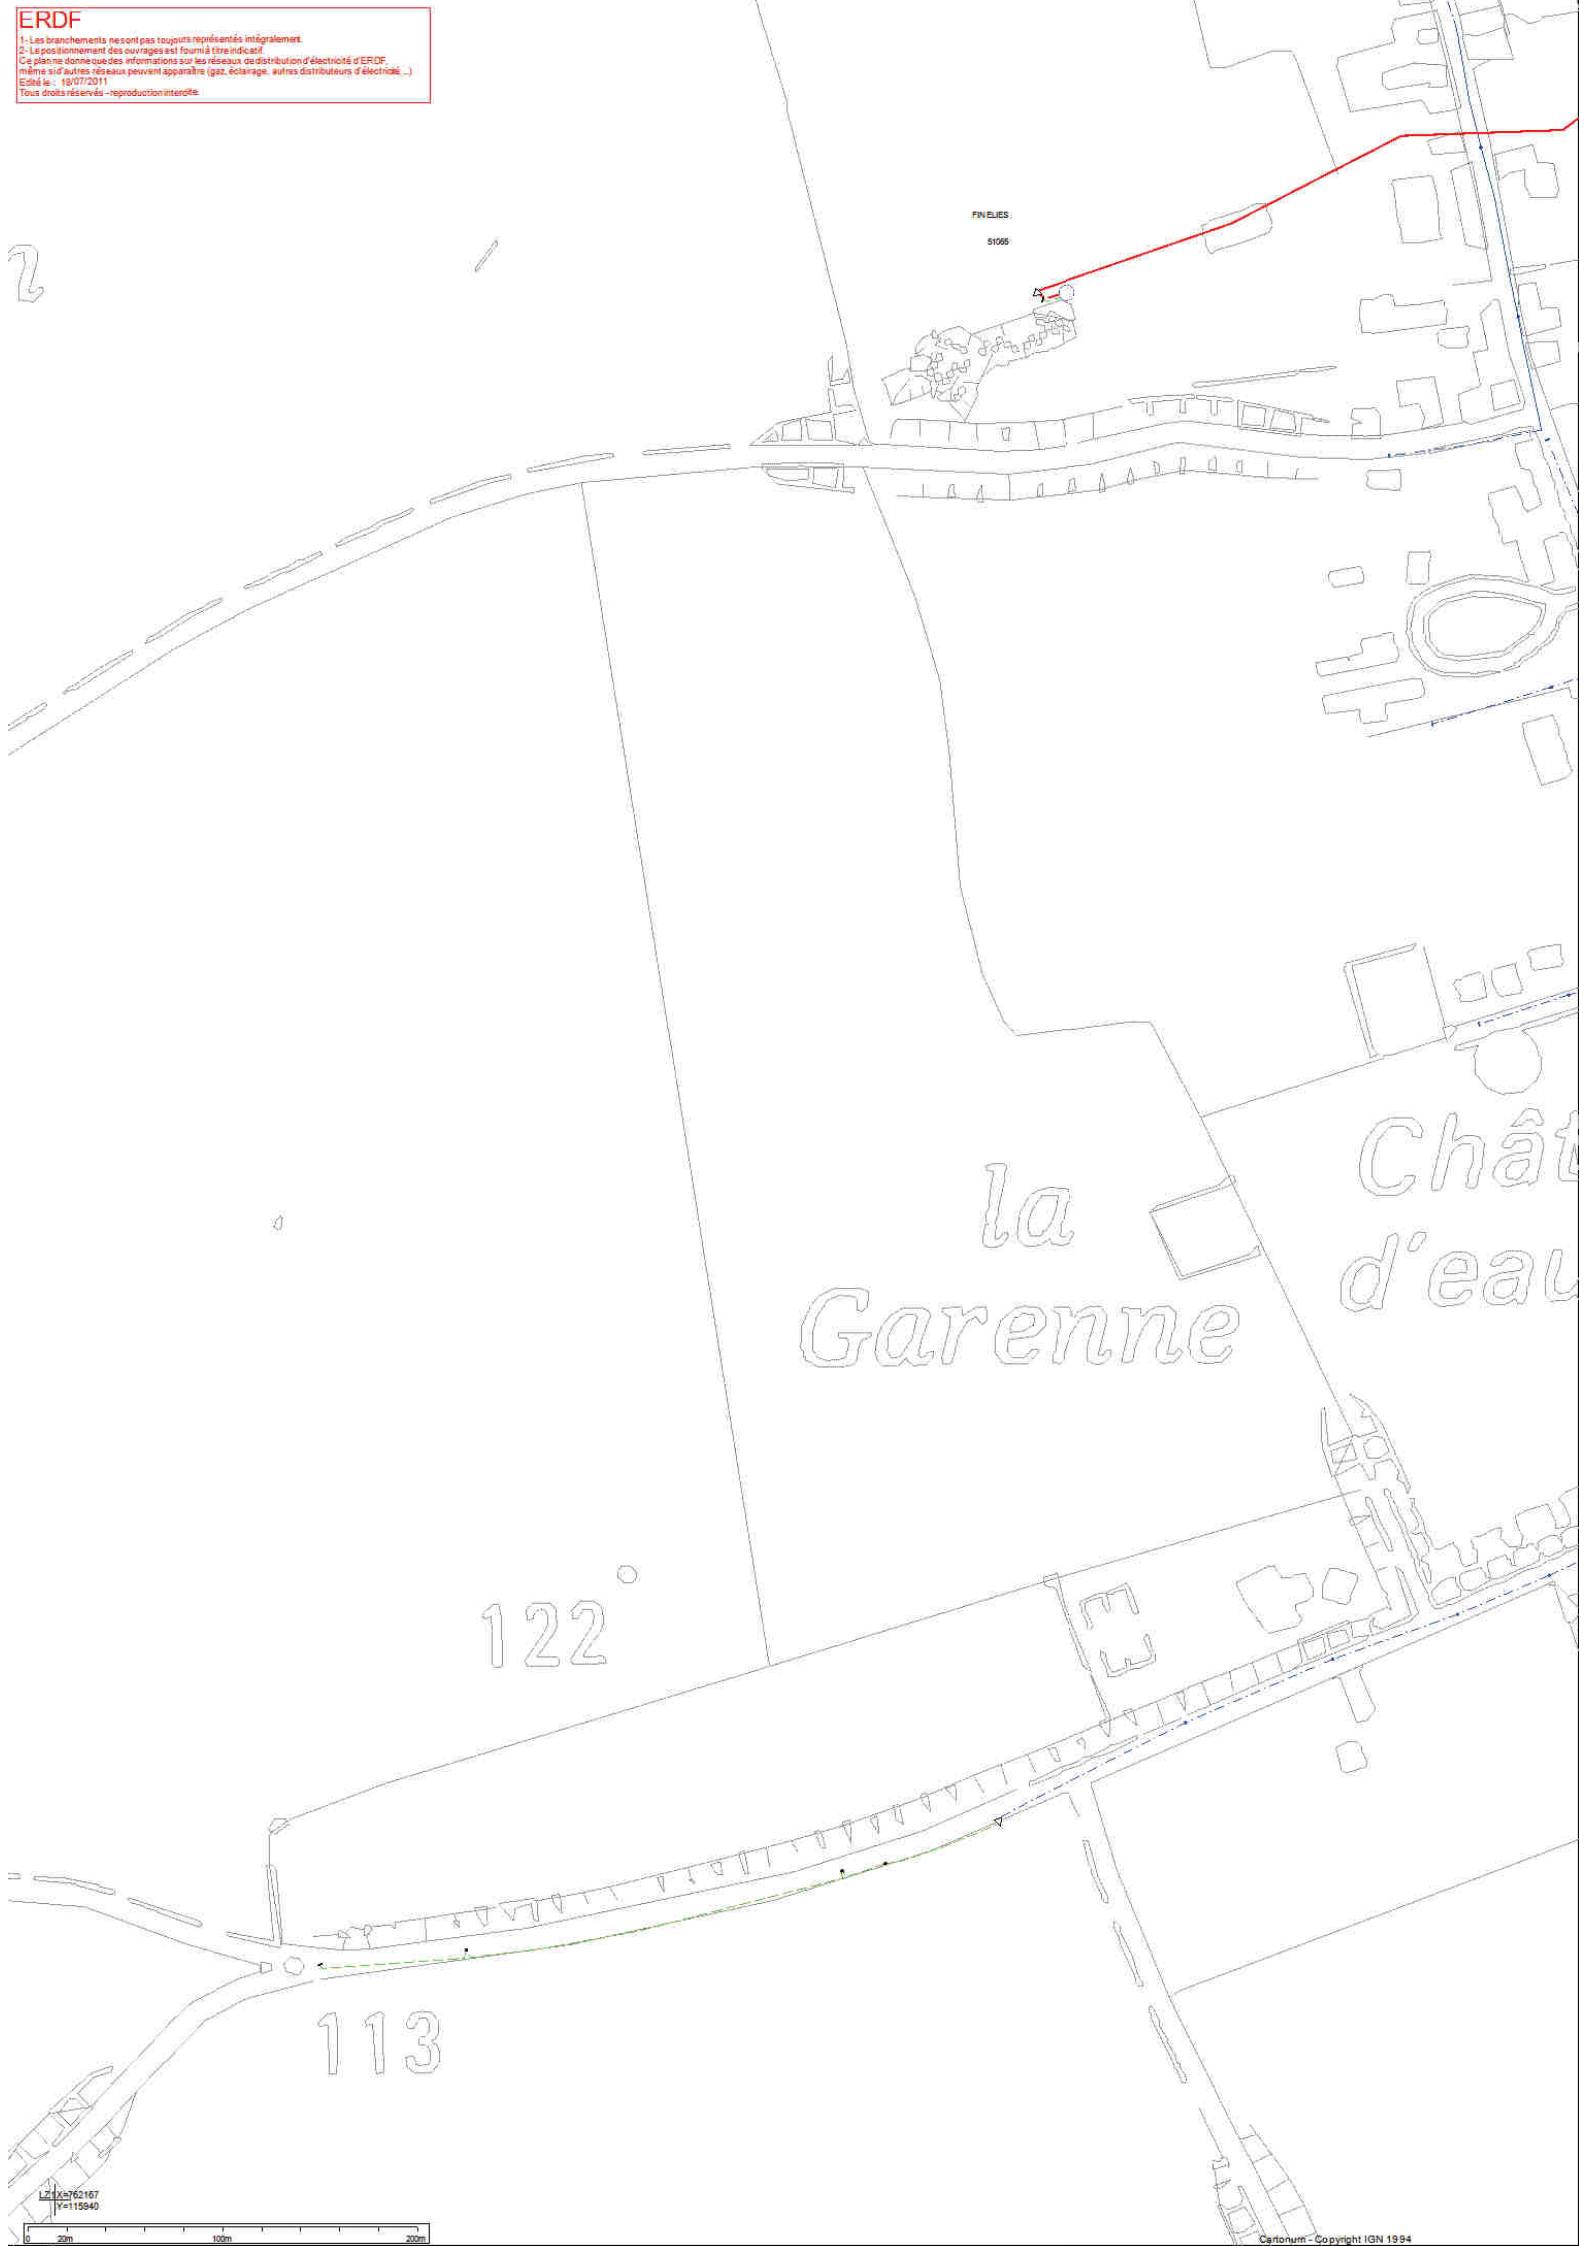 ERDF
1- Les branchements ne sont pas toujours représentés intégralement.
2- Le positionnement des ouvrages est fourni à titre indicatif.
Ce plan ne donne que des informations sur les réseaux de distribution d'électricité d'ERDF,
même si d'autres réseaux peuvent apparaître (gaz, éclairage, autres distributeurs d'électricité, ...)
Edité le : 18/07/2011
Tous droits réservés - reproduction interdite.
FIN ELIES
51065
la
Garenne
Chât
d'eau
122
113
LZ1X=762167
Y=115940
0 20m 100m 200m
Cartonum - Copyright IGN 1994